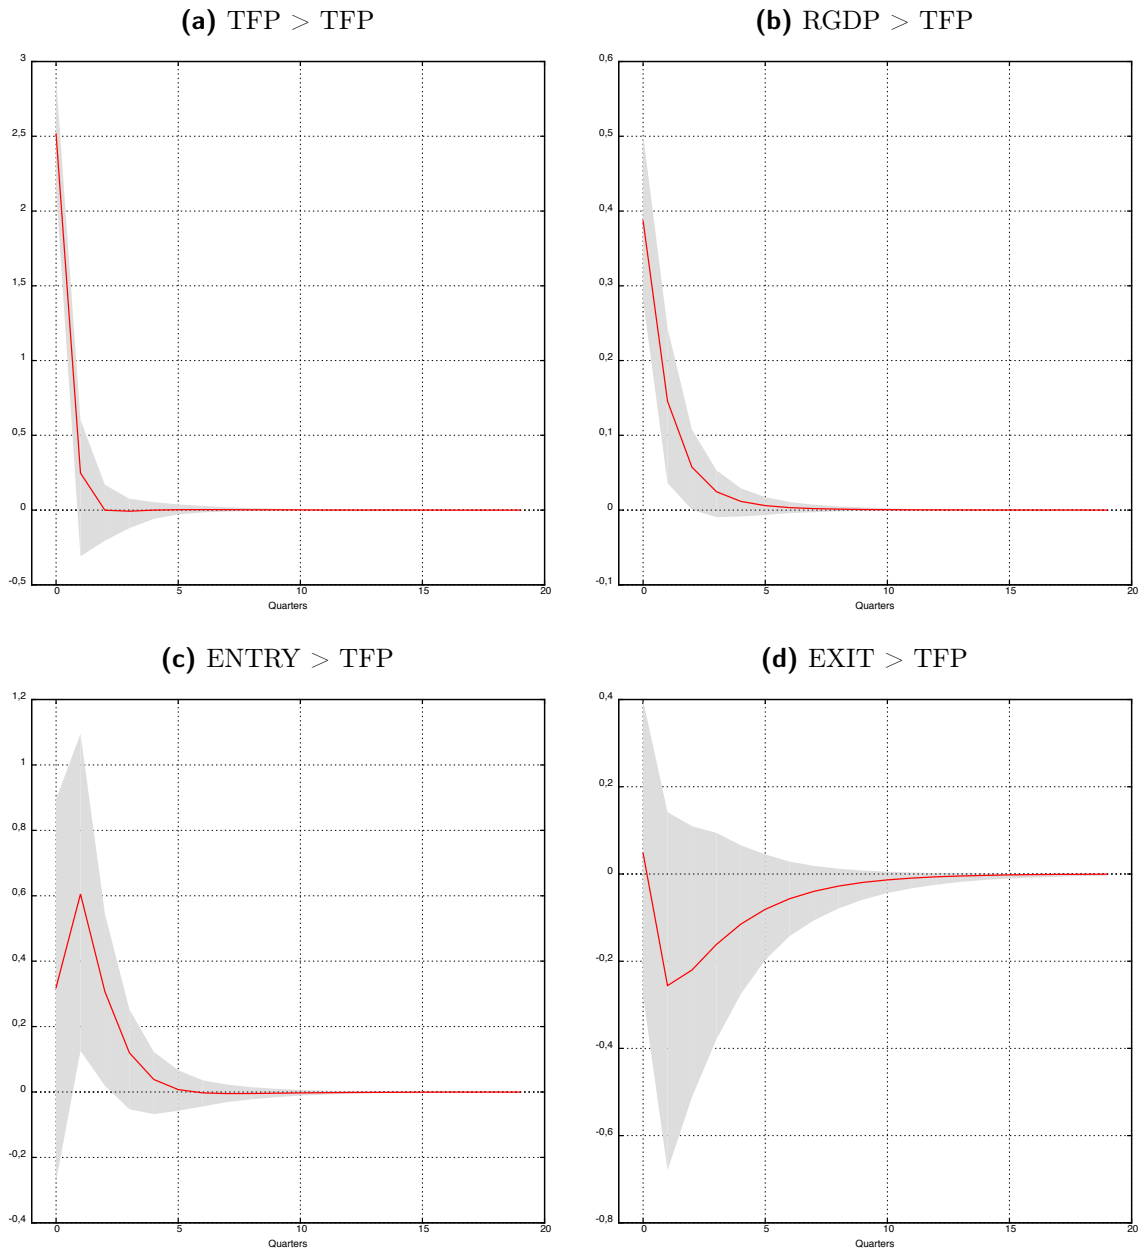 (a) TFP > TFP
3
2,5
2
1,5
1
0,5
0
-0,5
0 5 10 15 20
Quarters
(b) RGDP > TFP
0,6
0,5
0,4
0,3
0,2
0,1
0
-0,1
0 5 10 15 20
Quarters
(c) ENTRY > TFP
1,2
1
0,8
0,6
0,4
0,2
0
-0,2
-0,4
0 5 10 15 20
Quarters
(d) EXIT > TFP
0,4
0,2
0
-0,2
-0,4
-0,6
-0,8
0 5 10 15 20
Quarters